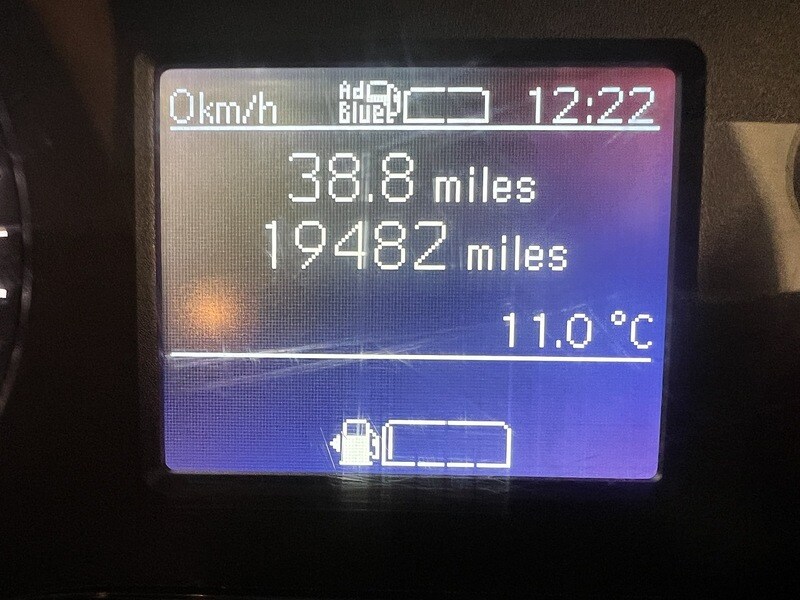 0km/h AdBlue 12:22
38.8 miles
19482 miles
11.0 °C